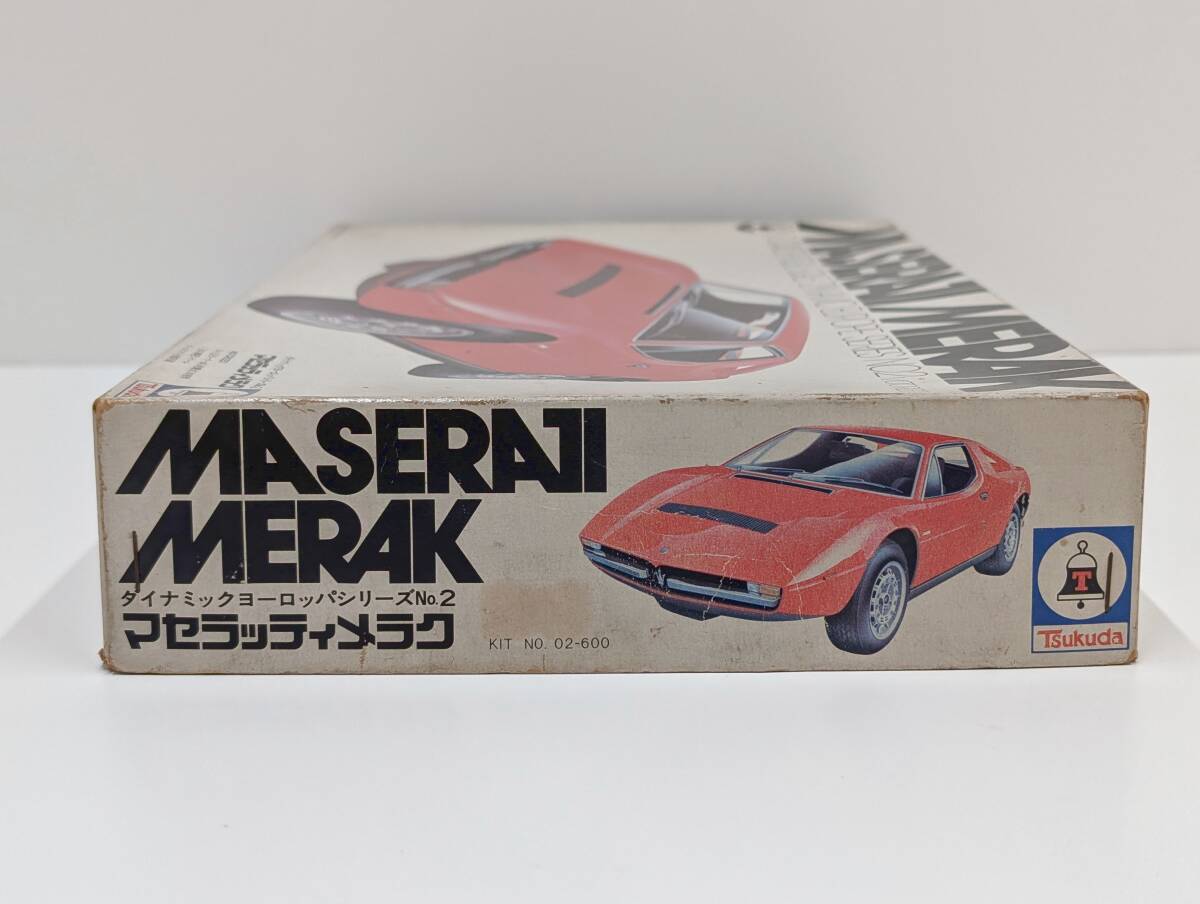 MASERATI MERAK
MASERATI
MERAK
ダイナミックヨーロッパシリーズNo.2
マセラッティメラク
KIT NO. 02-600
T
Tsukuda